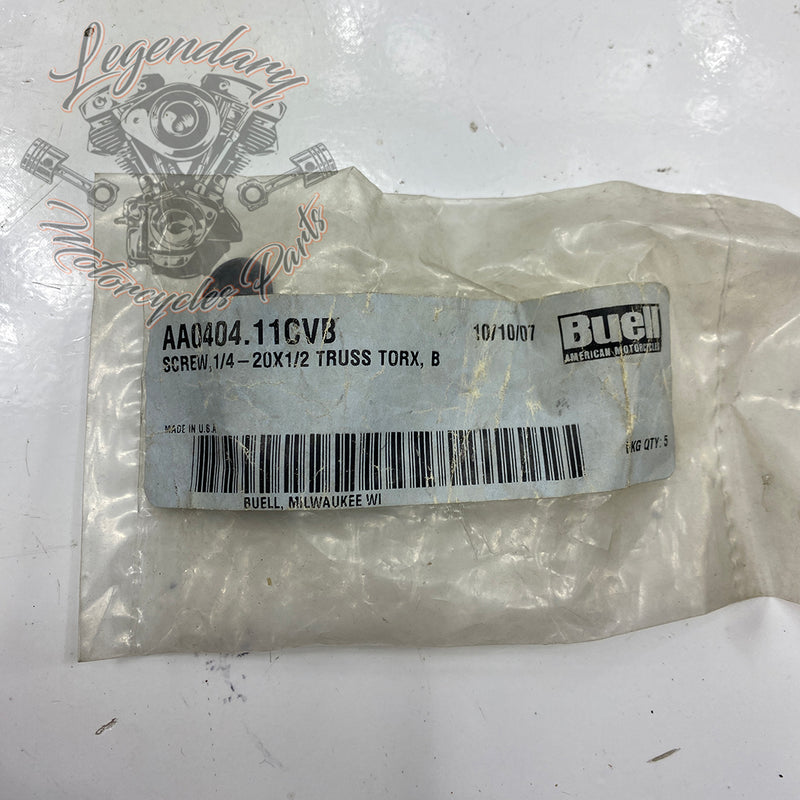 Legendary
Motorcycles Parts
AA0404.11CVB
10/10/07
Buell
AMERICAN MOTORCYCLES
SCREW,1/4-20X1/2 TRUSS TORX, B
MADE IN U.S.A
KG QTY: 5
BUELL, MILWAUKEE WI